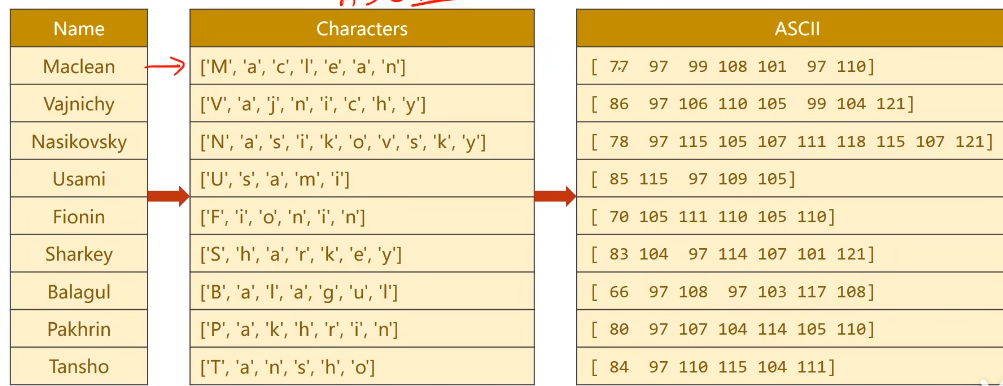 Name Characters ASCII
Maclean ['M', 'a', 'c', 'l', 'e', 'a', 'n'] [ 77 97 99 108 101 97 110]
Vajnichy ['V', 'a', 'j', 'n', 'i', 'c', 'h', 'y'] [ 86 97 106 110 105 99 104 121]
Nasikovsky ['N', 'a', 's', 'i', 'k', 'o', 'v', 's', 'k', 'y'] [ 78 97 115 105 107 111 118 115 107 121]
Usami ['U', 's', 'a', 'm', 'i'] [ 85 115 97 109 105]
Fionin ['F', 'i', 'o', 'n', 'i', 'n'] [ 70 105 111 110 105 110]
Sharkey ['S', 'h', 'a', 'r', 'k', 'e', 'y'] [ 83 104 97 114 107 101 121]
Balagul ['B', 'a', 'l', 'a', 'g', 'u', 'l'] [ 66 97 108 97 103 117 108]
Pakhrin ['P', 'a', 'k', 'h', 'r', 'i', 'n'] [ 80 97 107 104 114 105 110]
Tansho ['T', 'a', 'n', 's', 'h', 'o'] [ 84 97 110 115 104 111]